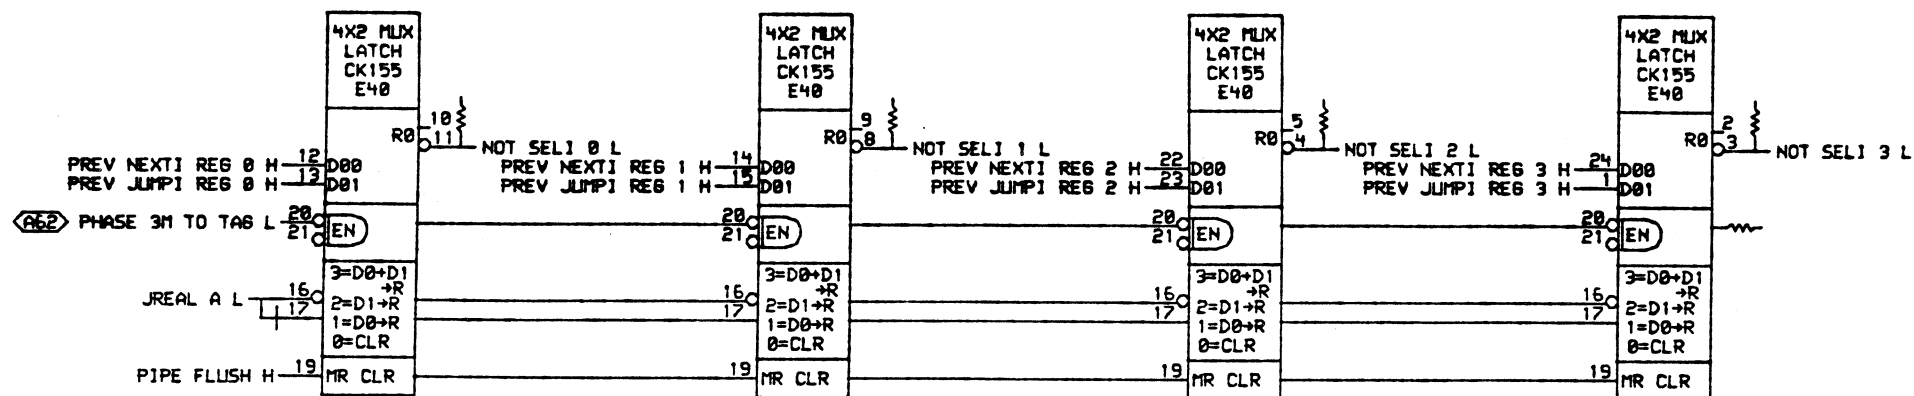 4X2 MUX
LATCH
CK155
E40
10
R0
11
NOT SELI 0 L
PREV NEXTI REG 0 H
12
D00
PREV JUMPI REG 0 H
13
D01
A62
PHASE 3M TO TAG L
20
21
EN
3=D0+D1
→R
JREAL A L
16
17
2=D1→R
1=D0→R
0=CLR
PIPE FLUSH H
19
MR CLR
4X2 MUX
LATCH
CK155
E40
9
R0
8
NOT SELI 1 L
PREV NEXTI REG 1 H
14
D00
PREV JUMPI REG 1 H
15
D01
20
21
EN
3=D0+D1
→R
16
17
2=D1→R
1=D0→R
0=CLR
19
MR CLR
4X2 MUX
LATCH
CK155
E40
5
R0
4
NOT SELI 2 L
PREV NEXTI REG 2 H
22
D00
PREV JUMPI REG 2 H
23
D01
20
21
EN
3=D0+D1
→R
16
17
2=D1→R
1=D0→R
0=CLR
19
MR CLR
4X2 MUX
LATCH
CK155
E40
2
R0
3
NOT SELI 3 L
PREV NEXTI REG 3 H
24
D00
PREV JUMPI REG 3 H
1
D01
20
21
EN
3=D0+D1
→R
16
17
2=D1→R
1=D0→R
0=CLR
19
MR CLR